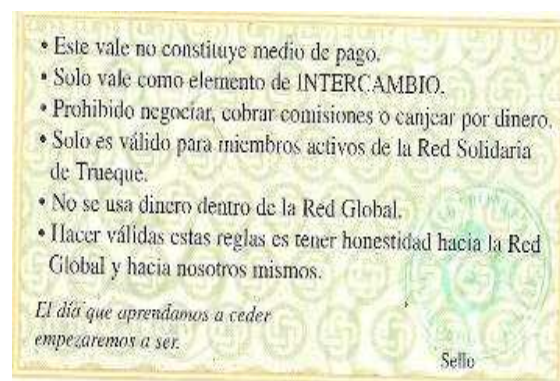 • Este vale no constituye medio de pago.
• Solo vale como elemento de INTERCAMBIO.
• Prohibido negociar, cobrar comisiones o canjear por dinero.
• Solo es válido para miembros activos de la Red Solidaria
de Trueque.
• No se usa dinero dentro de la Red Global.
• Hacer válidas estas reglas es tener honestidad hacia la Red
Global y hacia nosotros mismos.
El día que aprendamos a ceder
empezaremos a ser.
Sello